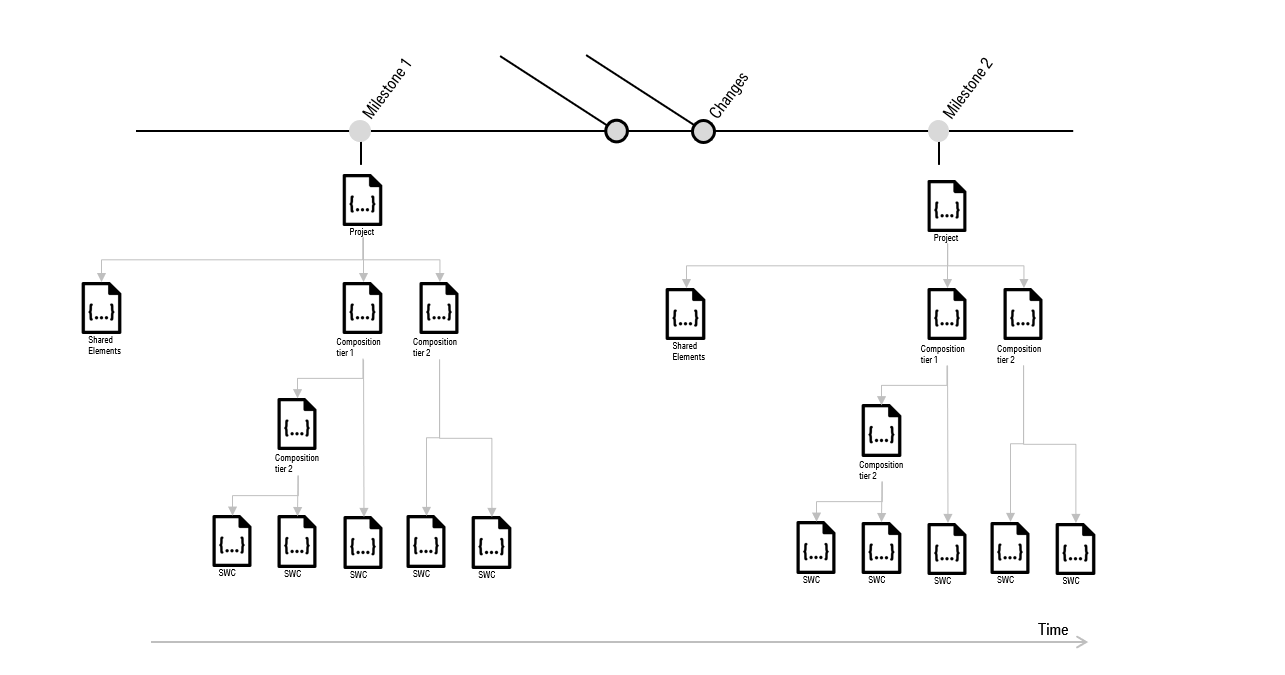 Milestone 1
Changes
Milestone 2
{...}
Project
{...}
Project
{...}
Shared
Elements
{...}
Composition
tier 1
{...}
Composition
tier 2
{...}
Shared
Elements
{...}
Composition
tier 1
{...}
Composition
tier 2
{...}
Composition
tier 2
{...}
Composition
tier 2
{...}
SWC
{...}
SWC
{...}
SWC
{...}
SWC
{...}
SWC
{...}
SWC
{...}
SWC
{...}
SWC
{...}
SWC
{...}
SWC
Time